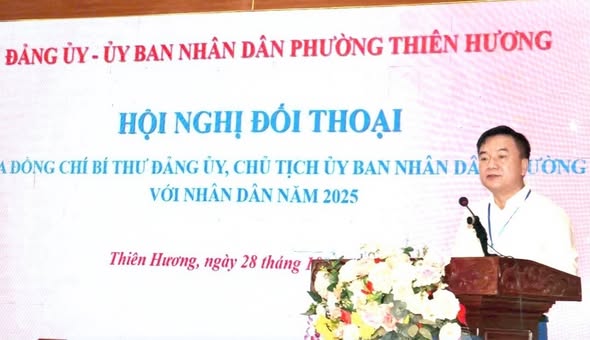 ĐẢNG ỦY - ỦY BAN NHÂN DÂN PHƯỜNG THIÊN HƯƠNG
HỘI NGHỊ ĐỐI THOẠI
ĐỒNG CHÍ BÍ THƯ ĐẢNG ỦY, CHỦ TỊCH ỦY BAN NHÂN
VỚI NHÂN DÂN NĂM 2025
Thiên Hương, ngày 28 tháng